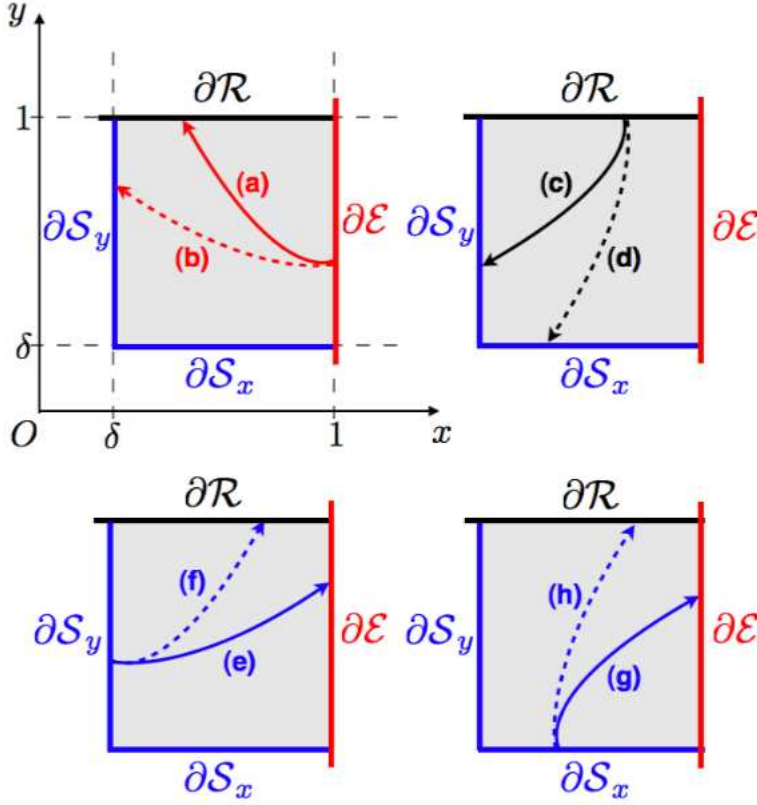 y
∂R ∂R
1
(a) (c)
∂S_y ∂E ∂S_y ∂E
(b) (d)
δ
∂S_x ∂S_x
O δ 1 x
∂R ∂R
(f) (h)
∂S_y ∂E ∂S_y ∂E
(e) (g)
∂S_x ∂S_x